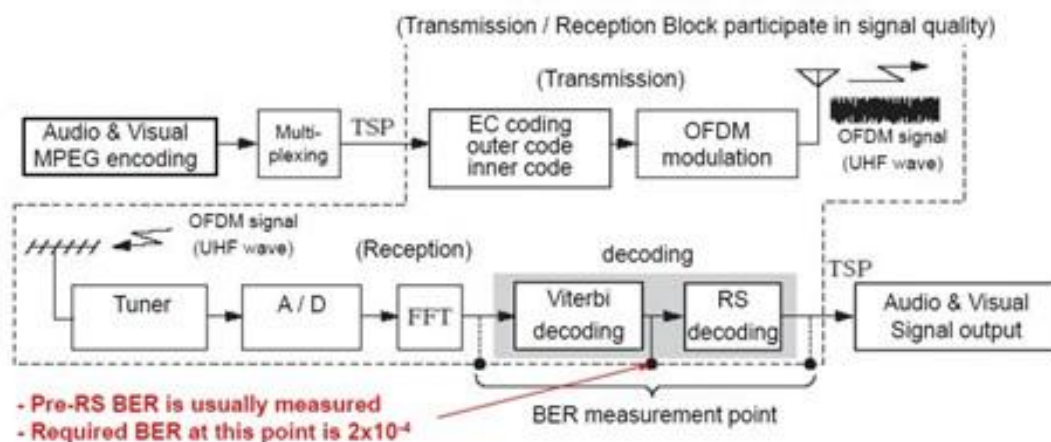 (Transmission / Reception Block participate in signal quality)
(Transmission)
Audio & Visual
MPEG encoding
Multi-
plexing
TSP
EC coding
outer code
inner code
OFDM
modulation
OFDM signal
(UHF wave)
OFDM signal
(UHF wave)
(Reception)
decoding
TSP
Tuner
A / D
FFT
Viterbi
decoding
RS
decoding
Audio & Visual
Signal output
- Pre-RS BER is usually measured
- Required BER at this point is 2x10⁻⁴
BER measurement point